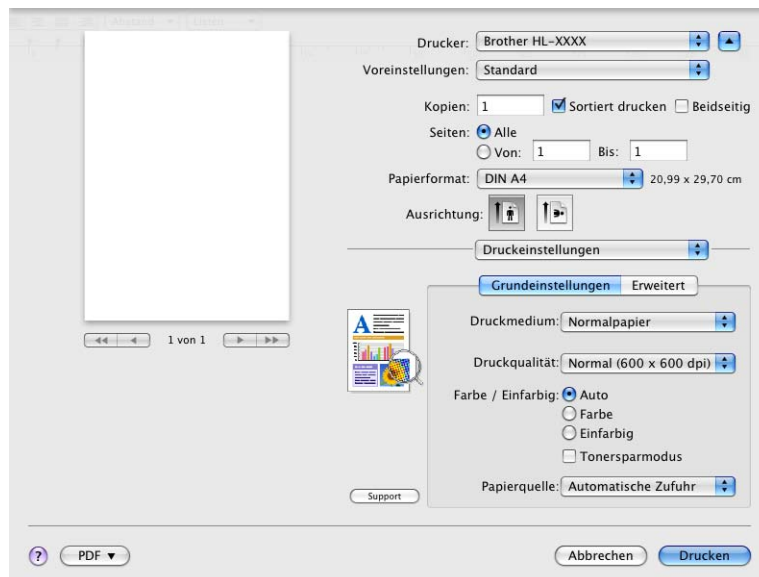 Drucker: Brother HL-XXXX
Voreinstellungen: Standard
Kopien: 1 Sortiert drucken Beidseitig
Seiten: Alle
Von: 1 Bis: 1
Papierformat: DIN A4 20,99 x 29,70 cm
Ausrichtung:
Druckeinstellungen
Grundeinstellungen Erweitert
Druckmedium: Normalpapier
1 von 1
Druckqualität: Normal (600 x 600 dpi)
Farbe / Einfarbig: Auto
Farbe
Einfarbig
Tonersparmodus
Papierquelle: Automatische Zufuhr
Support
? PDF Abbrechen Drucken